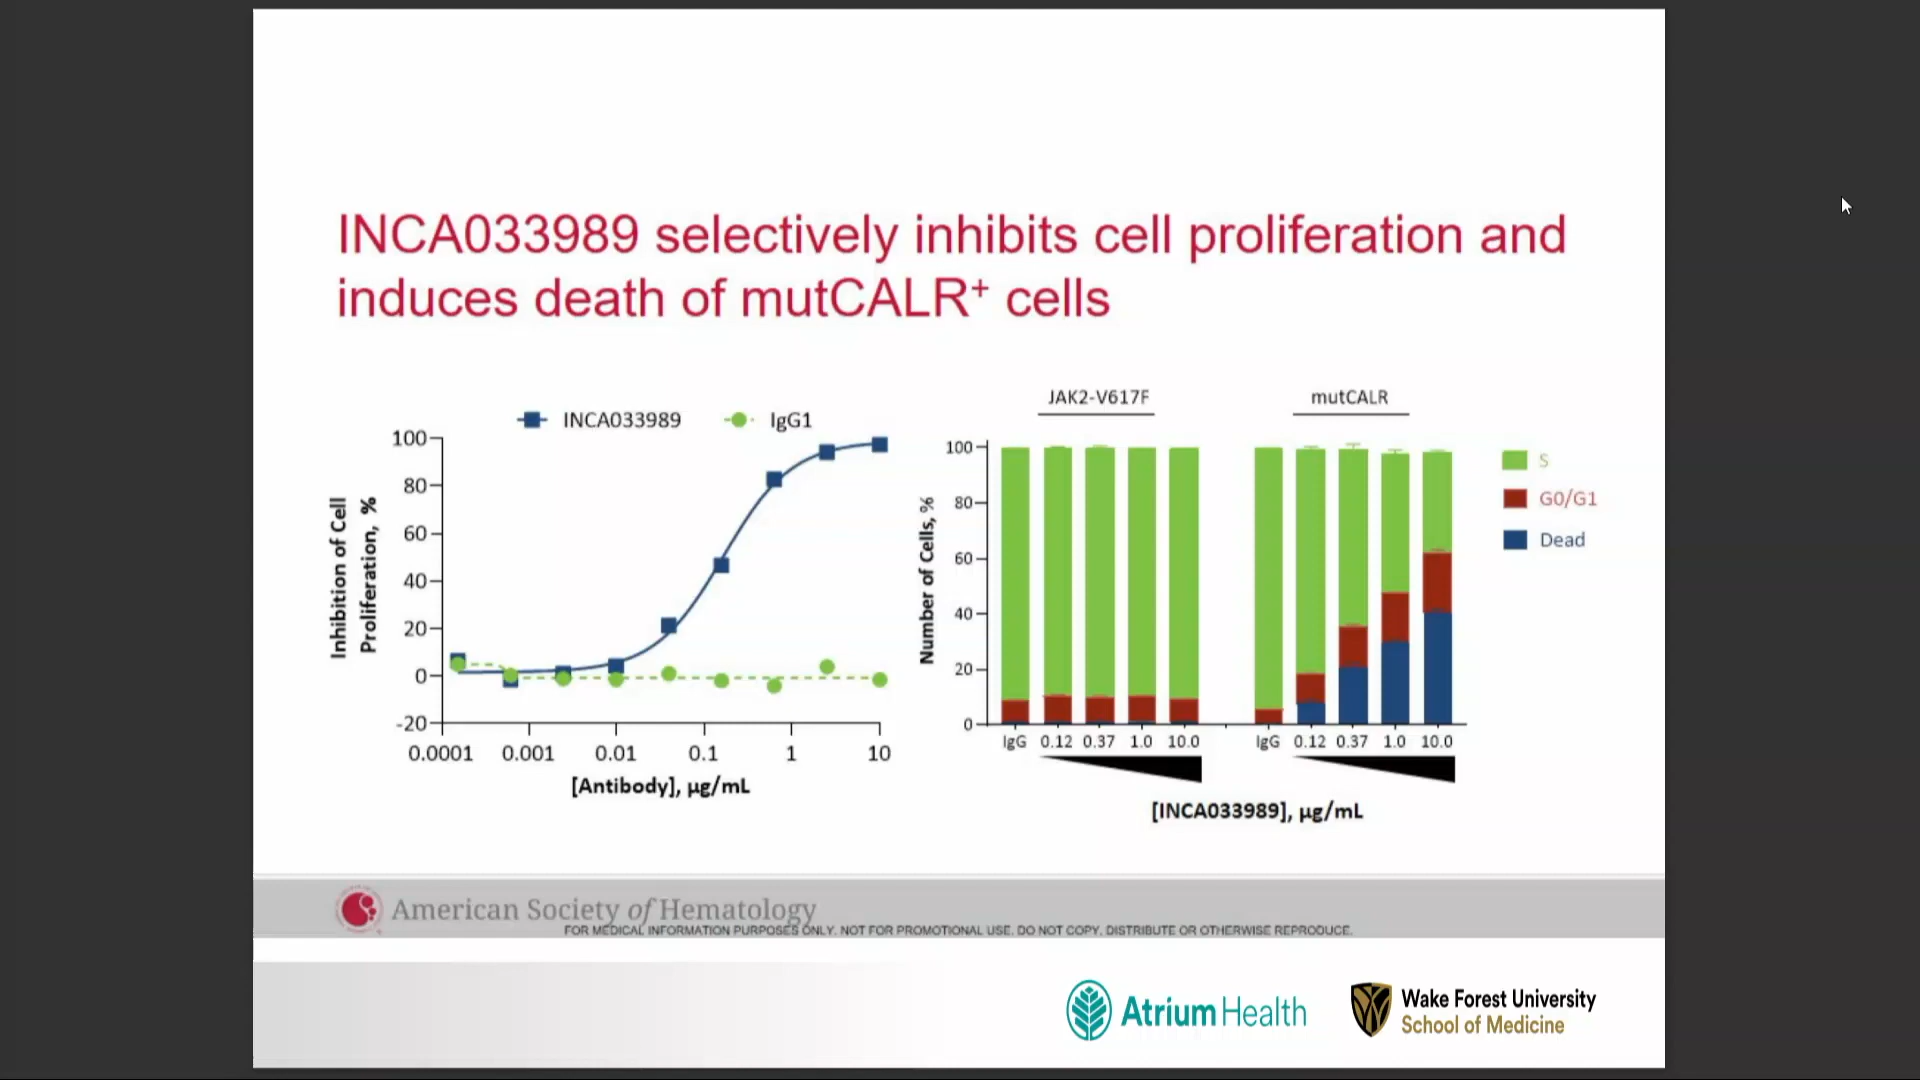 INCA033989 selectively inhibits cell proliferation and
induces death of mutCALR⁺ cells
INCA033989
IgG1
Inhibition of Cell
Proliferation, %
100
80
60
40
20
0
-20
0.0001
0.001
0.01
0.1
1
10
[Antibody], µg/mL
JAK2-V617F
mutCALR
Number of Cells, %
100
80
60
40
20
0
IgG 0.12 0.37 1.0 10.0
IgG 0.12 0.37 1.0 10.0
[INCA033989], µg/mL
S
G0/G1
Dead
American Society of Hematology
FOR MEDICAL INFORMATION PURPOSES ONLY. NOT FOR PROMOTIONAL USE. DO NOT COPY, DISTRIBUTE OR OTHERWISE REPRODUCE.
Atrium Health
Wake Forest University
School of Medicine